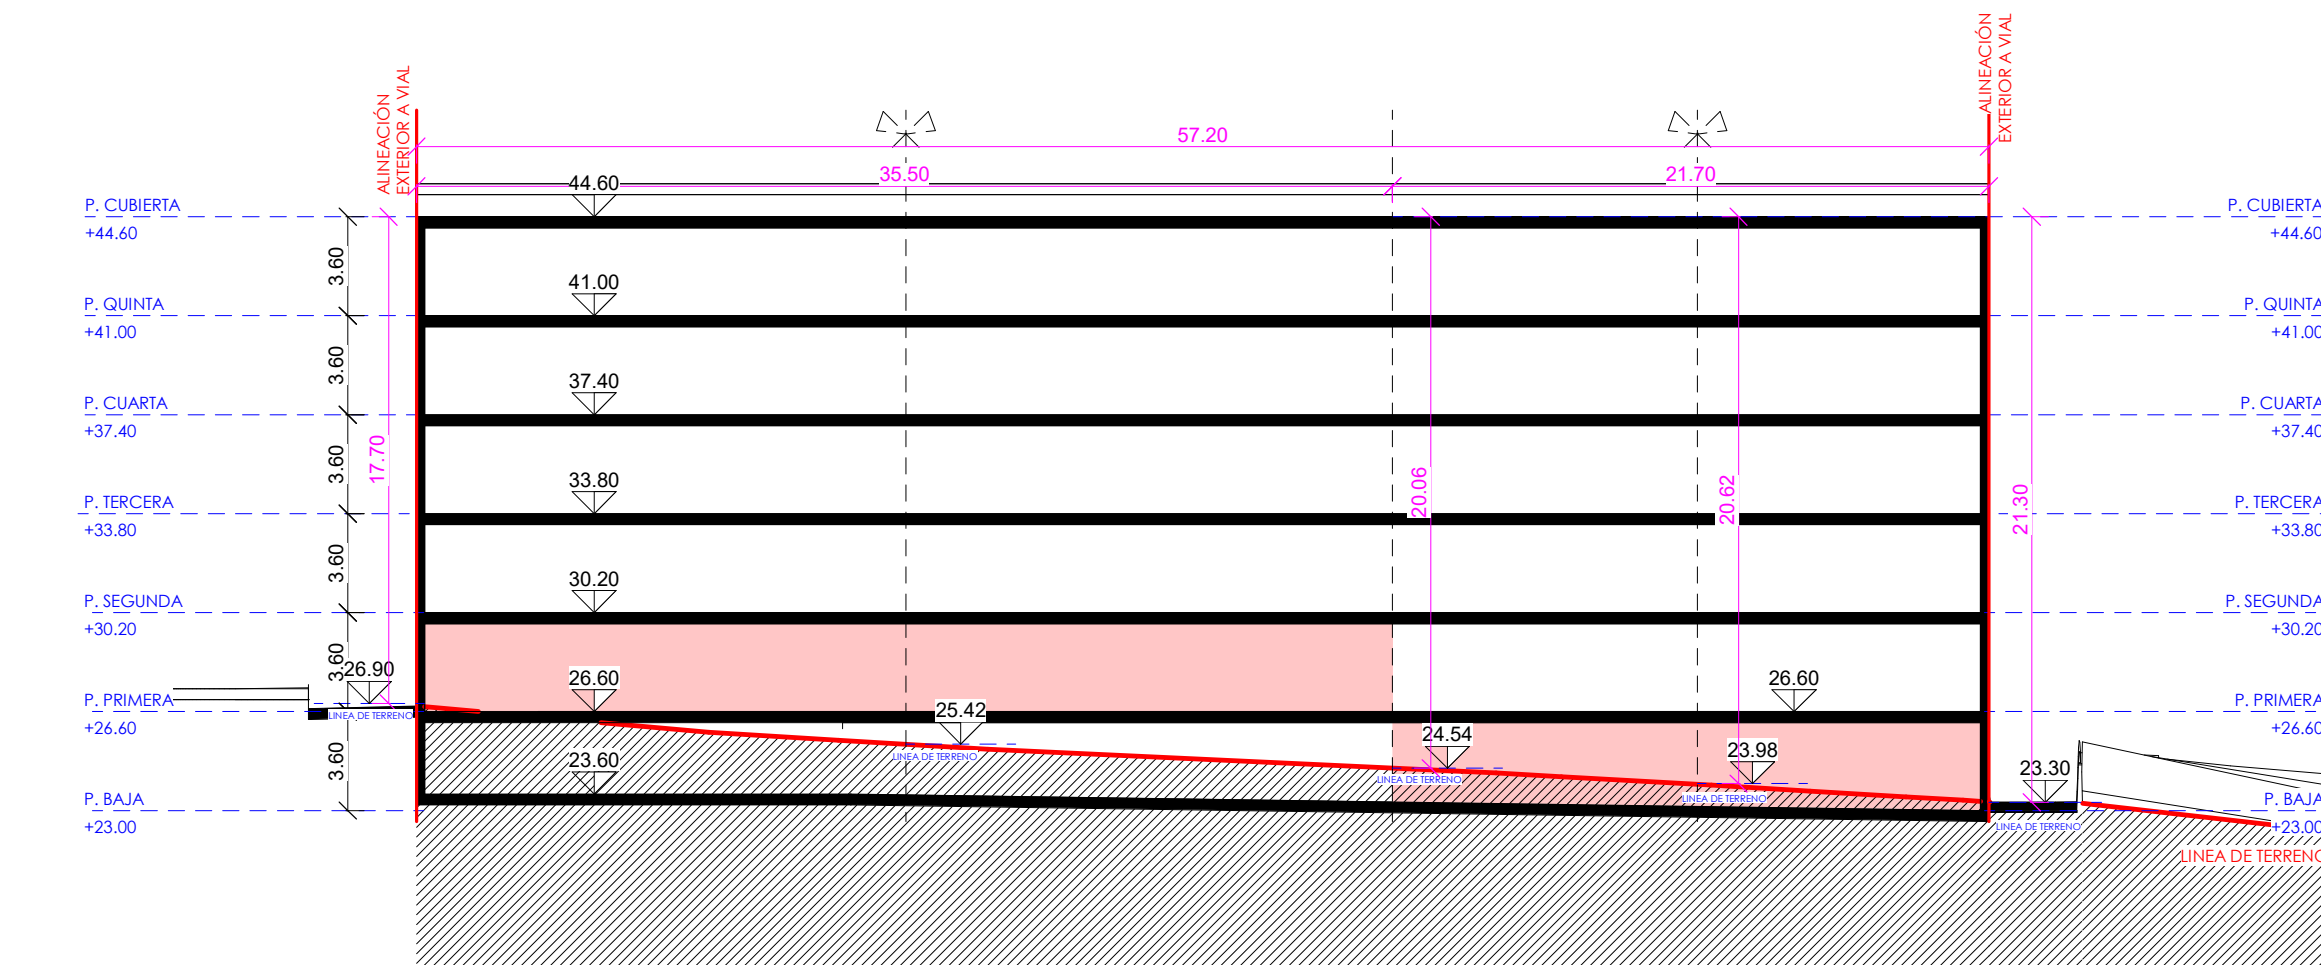 ALINEACIÓN
EXTERIOR A VIAL
ALINEACIÓN
EXTERIOR A VIAL
57.20
35.50
21.70
P. CUBIERTA
+44.60
44.60
P. CUBIERTA
+44.60
3.60
P. QUINTA
+41.00
41.00
P. QUINTA
+41.00
3.60
P. CUARTA
+37.40
37.40
P. CUARTA
+37.40
17.70
3.60
20.06
20.62
21.30
P. TERCERA
+33.80
33.80
P. TERCERA
+33.80
3.60
P. SEGUNDA
+30.20
30.20
P. SEGUNDA
+30.20
3.60
26.90
26.60
26.60
P. PRIMERA
+26.60
LINEA DE TERRENO
P. PRIMERA
+26.60
25.42
LINEA DE TERRENO
24.54
LINEA DE TERRENO
23.98
LINEA DE TERRENO
3.60
23.60
23.30
LINEA DE TERRENO
P. BAJA
+23.00
P. BAJA
+23.00
LINEA DE TERRENO